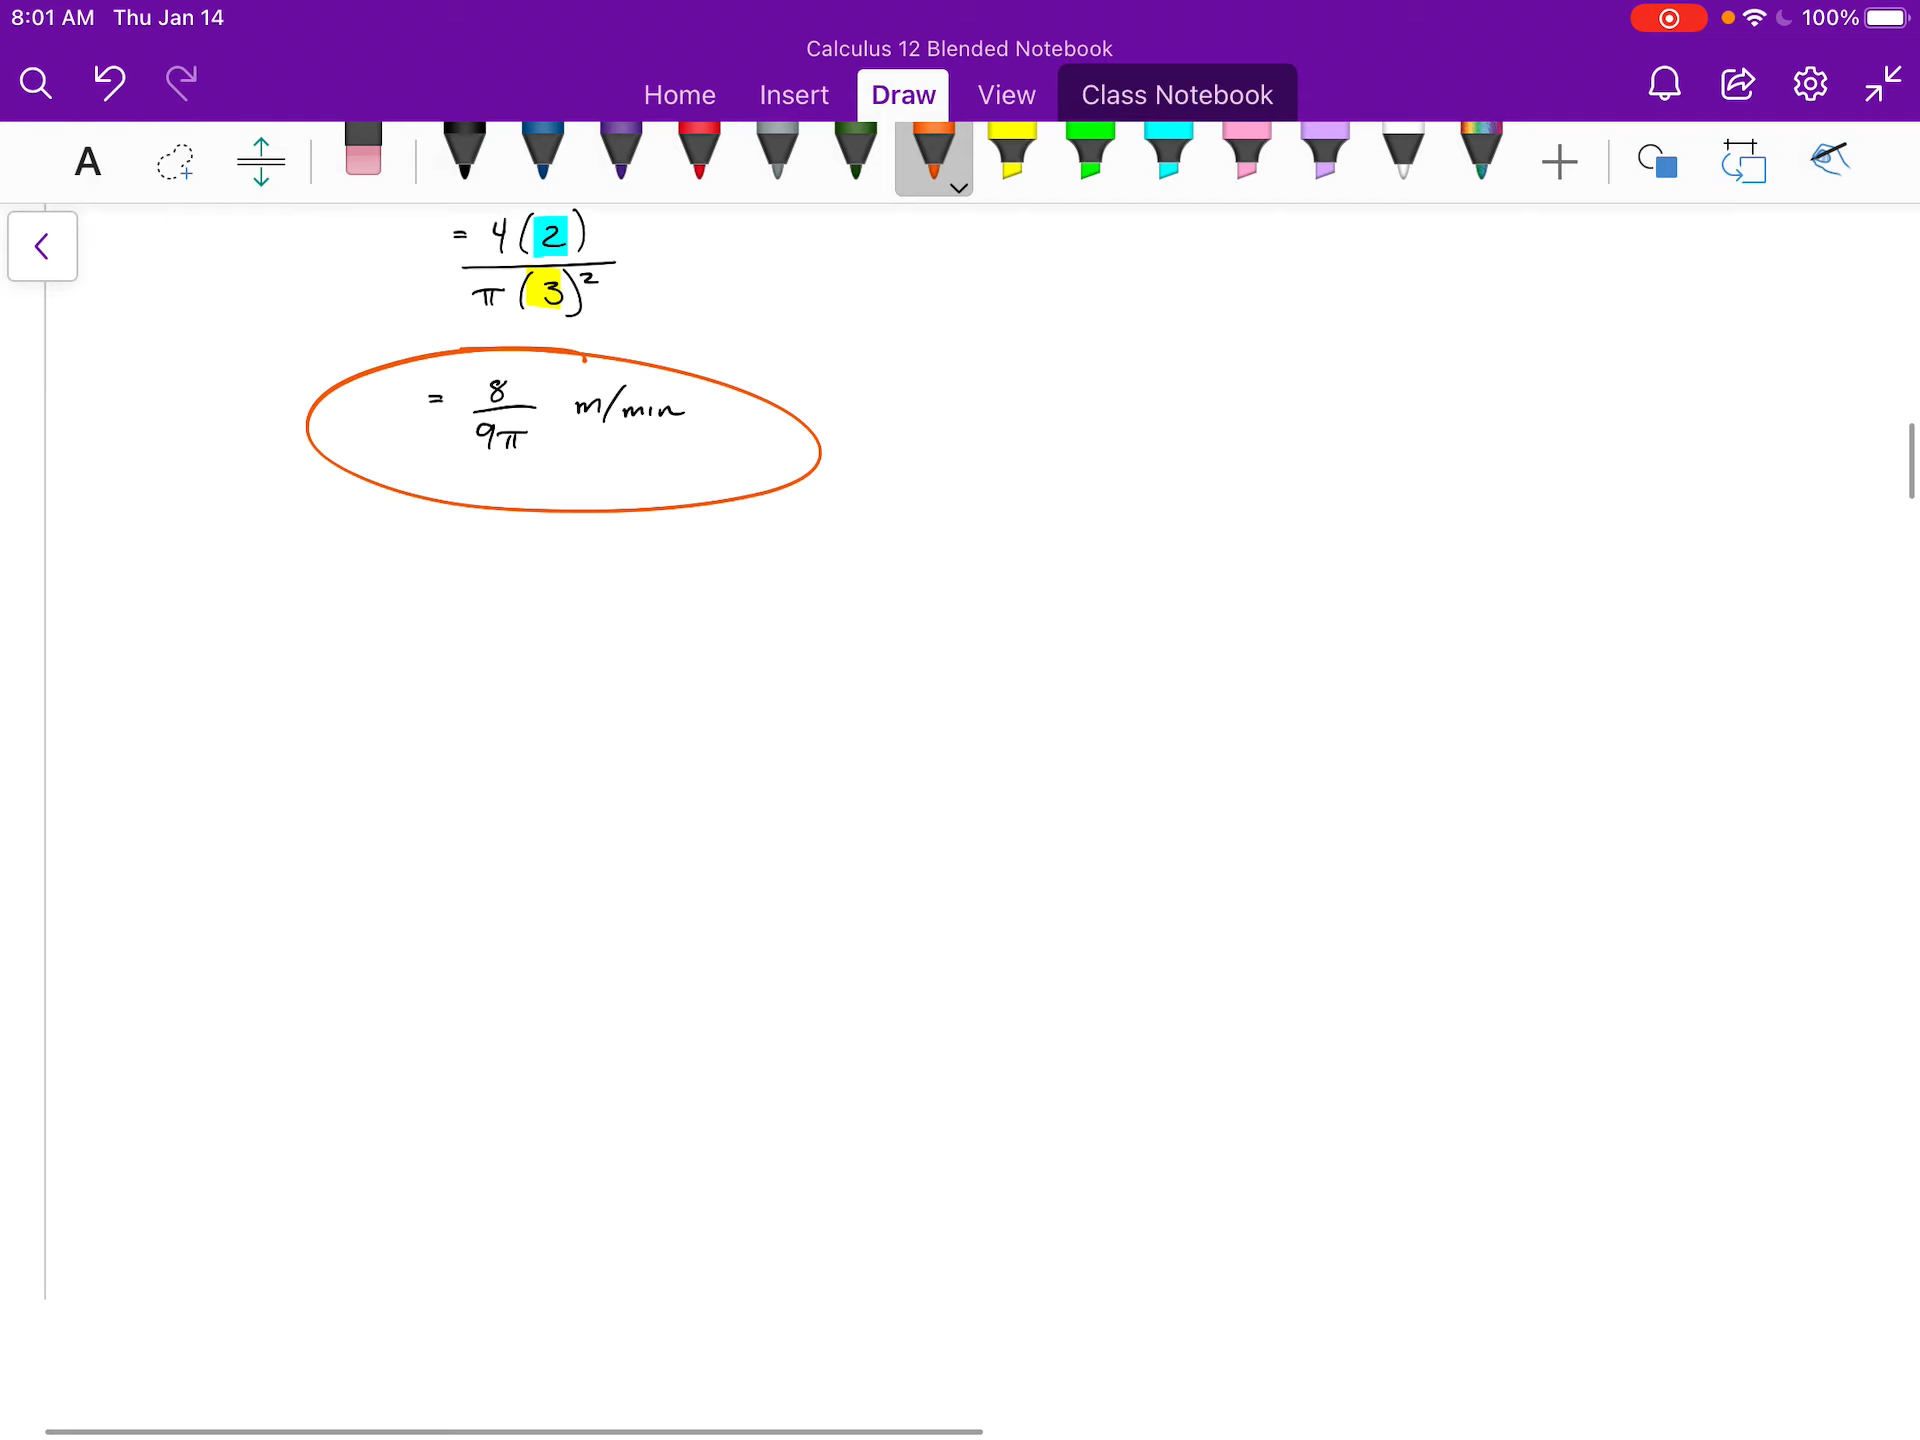 8:01 AM Thu Jan 14
100%
Calculus 12 Blended Notebook
Home Insert Draw View Class Notebook
A
= 4 ( 2 )
π ( 3 )²
= 8 m/min
9π